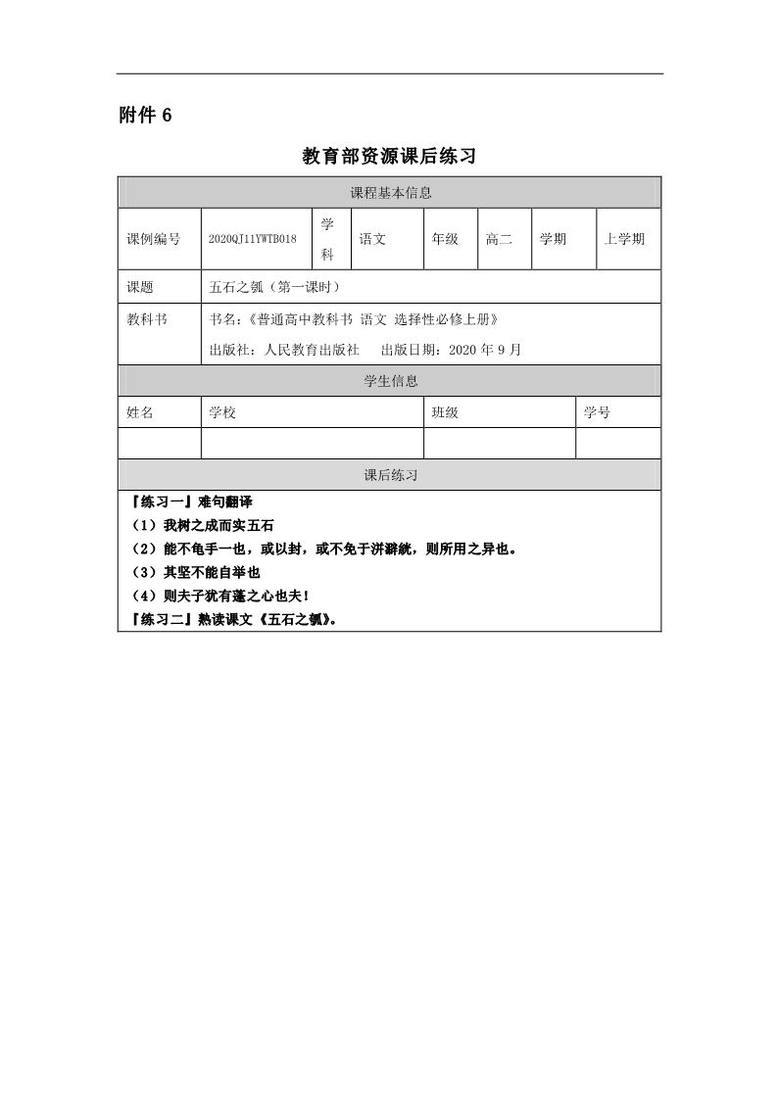 附件 6
教育部资源课后练习
课程基本信息
课例编号 2020QJ11YWTB018 学科 语文 年级 高二 学期 上学期
课题 五石之瓠（第一课时）
教科书 书名：《普通高中教科书 语文 选择性必修上册》
出版社：人民教育出版社 出版日期：2020 年 9 月
学生信息
姓名 学校 班级 学号
课后练习
『练习一』难句翻译
（1）我树之成而实五石
（2）能不龟手一也，或以封，或不免于洴澼絖，则所用之异也。
（3）其坚不能自举也
（4）则夫子犹有蓬之心也夫！
『练习二』熟读课文《五石之瓠》。